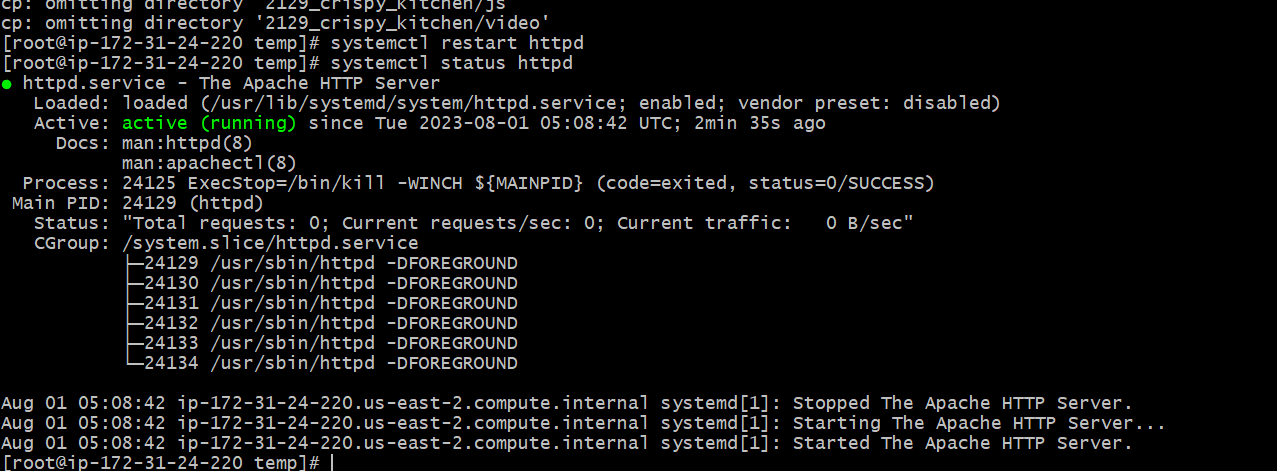 cp: omitting directory '2129_crispy_kitchen/js'
cp: omitting directory '2129_crispy_kitchen/video'
[root@ip-172-31-24-220 temp]# systemctl restart httpd
[root@ip-172-31-24-220 temp]# systemctl status httpd
● httpd.service - The Apache HTTP Server
   Loaded: loaded (/usr/lib/systemd/system/httpd.service; enabled; vendor preset: disabled)
   Active: active (running) since Tue 2023-08-01 05:08:42 UTC; 2min 35s ago
     Docs: man:httpd(8)
           man:apachectl(8)
  Process: 24125 ExecStop=/bin/kill -WINCH ${MAINPID} (code=exited, status=0/SUCCESS)
 Main PID: 24129 (httpd)
   Status: "Total requests: 0; Current requests/sec: 0; Current traffic:   0 B/sec"
   CGroup: /system.slice/httpd.service
           ├─24129 /usr/sbin/httpd -DFOREGROUND
           ├─24130 /usr/sbin/httpd -DFOREGROUND
           ├─24131 /usr/sbin/httpd -DFOREGROUND
           ├─24132 /usr/sbin/httpd -DFOREGROUND
           ├─24133 /usr/sbin/httpd -DFOREGROUND
           └─24134 /usr/sbin/httpd -DFOREGROUND

Aug 01 05:08:42 ip-172-31-24-220.us-east-2.compute.internal systemd[1]: Stopped The Apache HTTP Server.
Aug 01 05:08:42 ip-172-31-24-220.us-east-2.compute.internal systemd[1]: Starting The Apache HTTP Server...
Aug 01 05:08:42 ip-172-31-24-220.us-east-2.compute.internal systemd[1]: Started The Apache HTTP Server.
[root@ip-172-31-24-220 temp]#